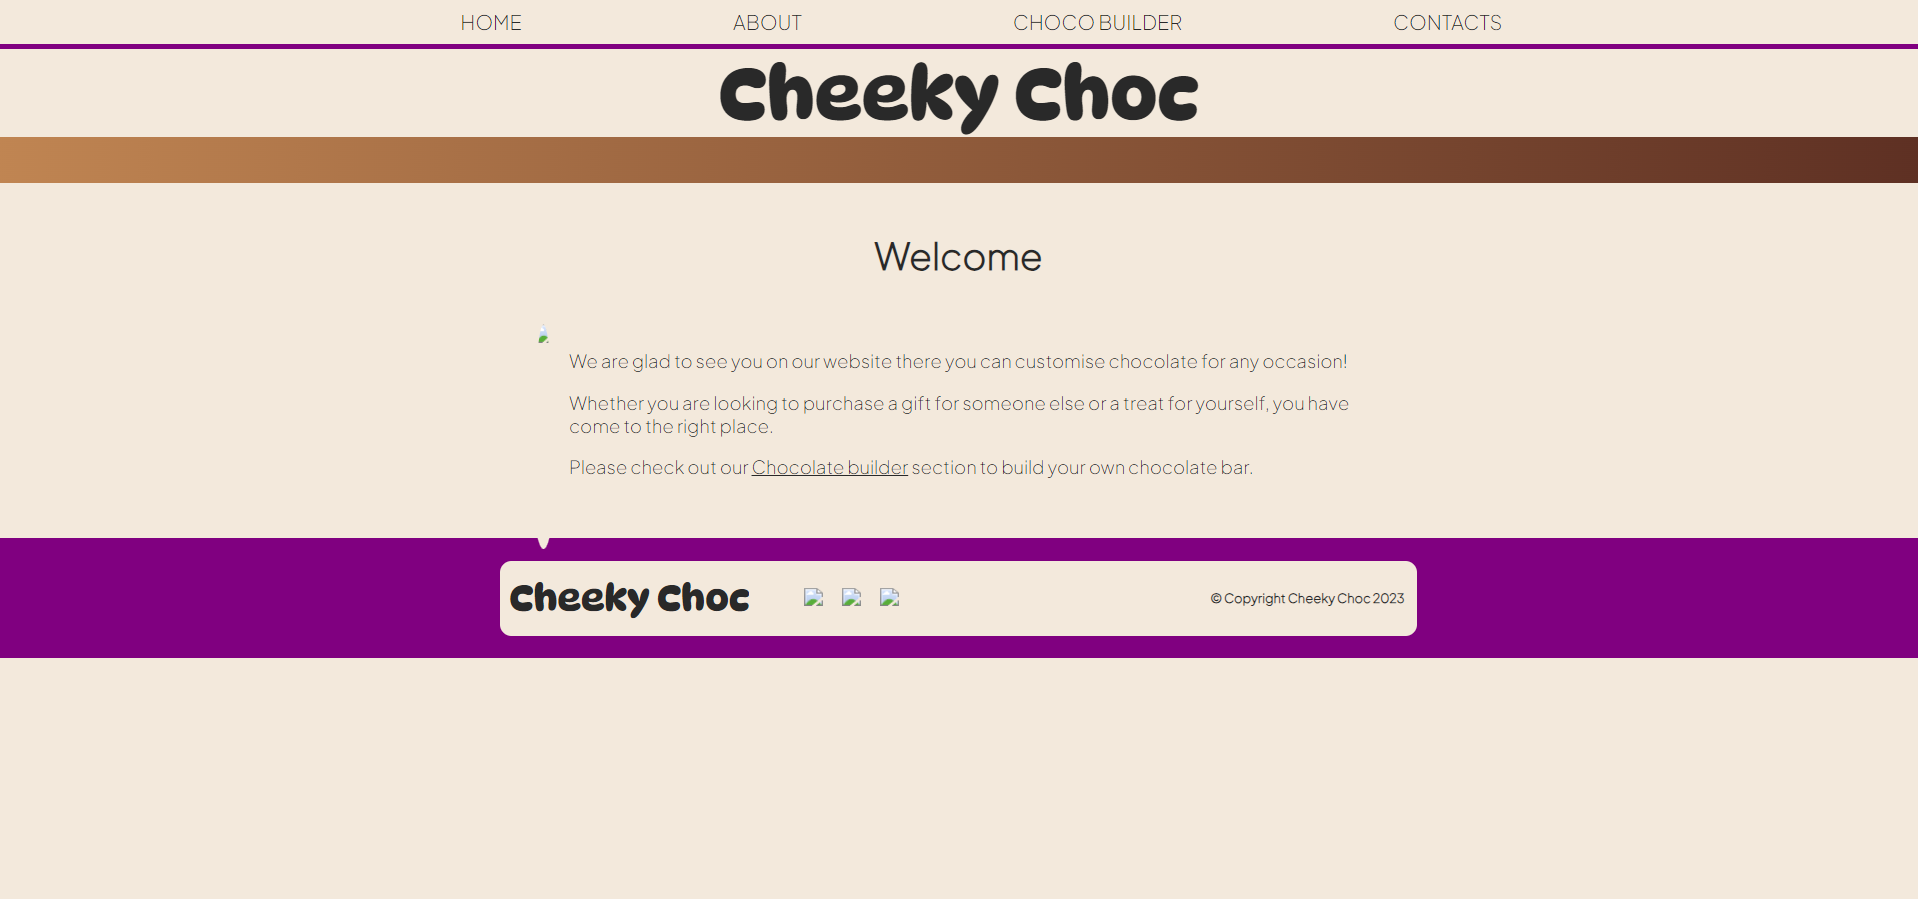 HOME ABOUT CHOCO BUILDER CONTACTS
Cheeky Choc
Welcome
We are glad to see you on our website there you can customise chocolate for any occasion!
Whether you are looking to purchase a gift for someone else or a treat for yourself, you have
come to the right place.
Please check out our Chocolate builder section to build your own chocolate bar.
Cheeky Choc
© Copyright Cheeky Choc 2023